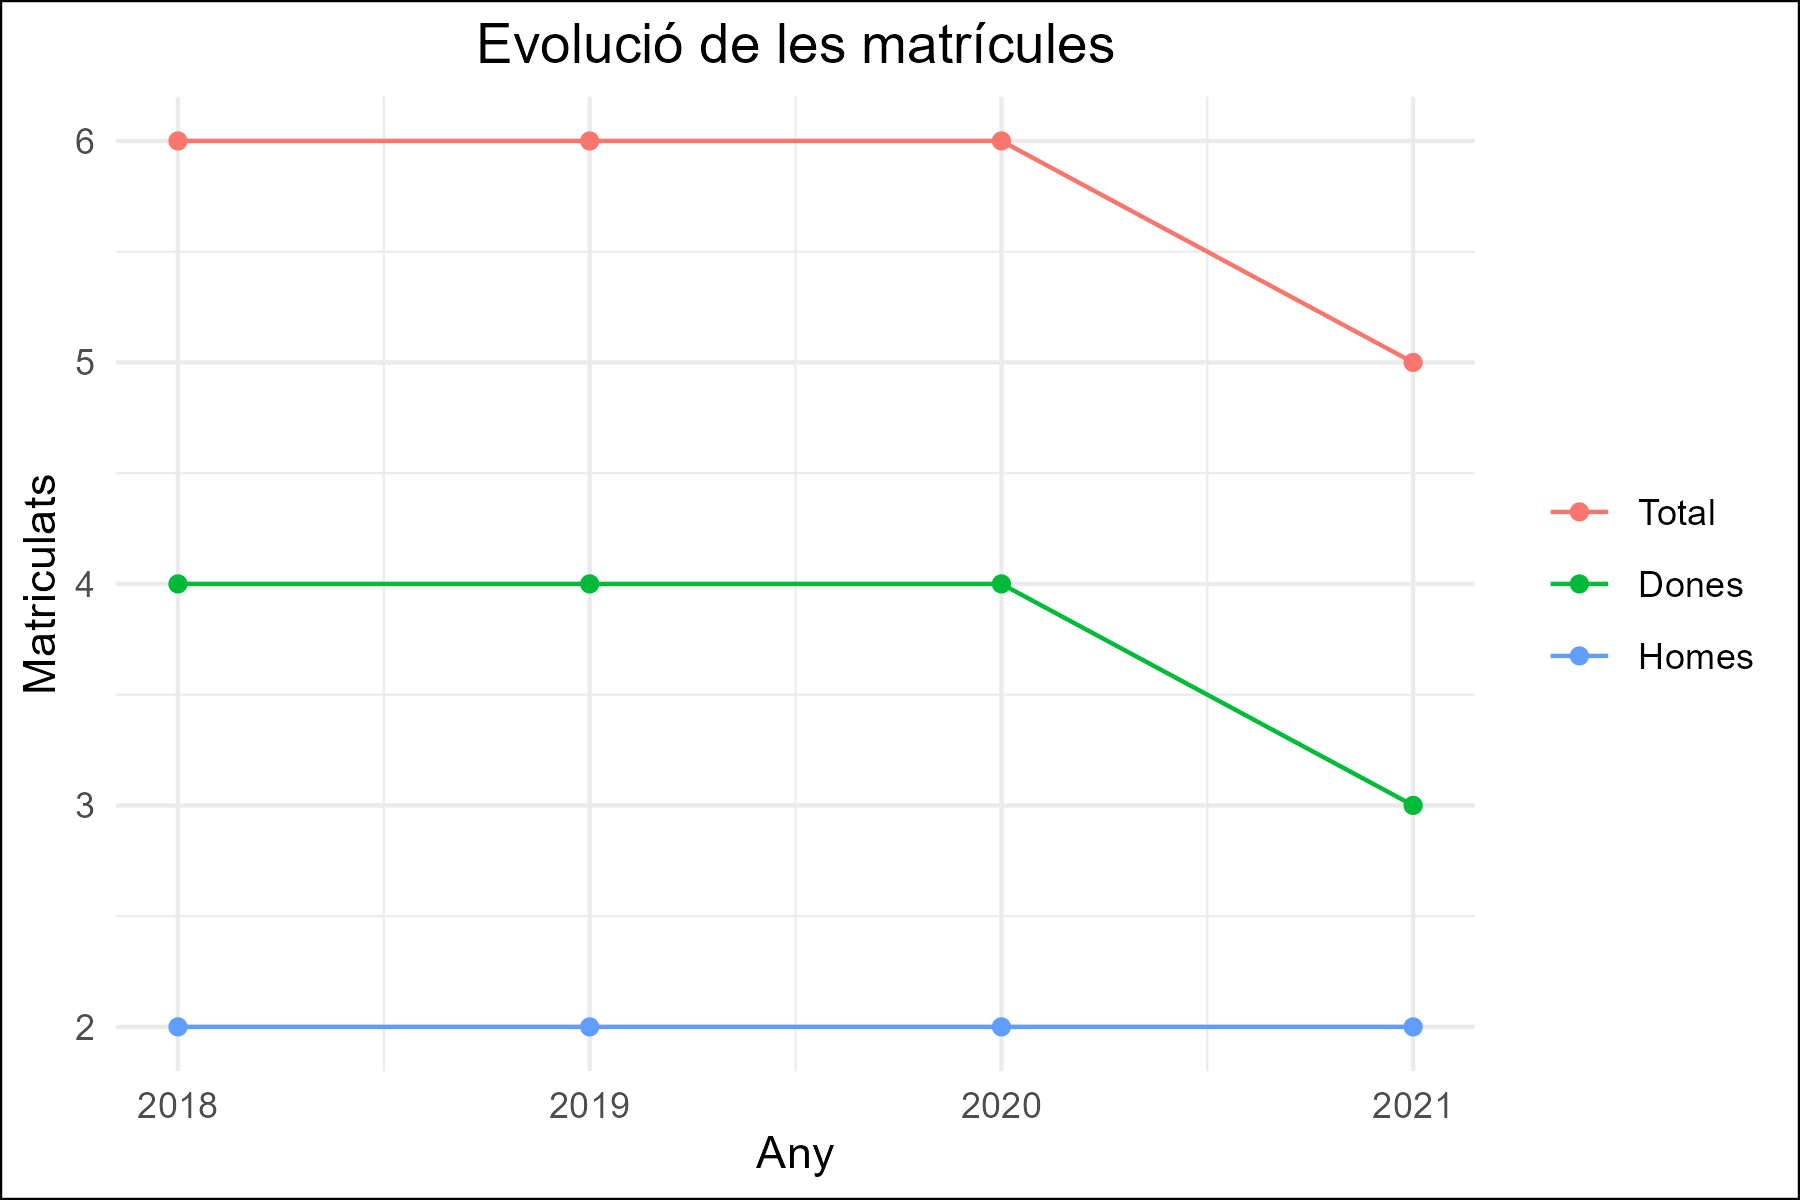 Evolució de les matrícules
Matriculats
6
5
4
3
2
2018
2019
2020
2021
Any
Total
Dones
Homes